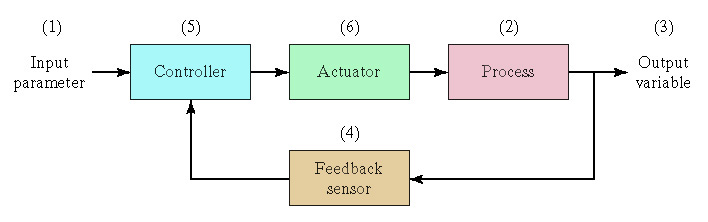 (1)
(5)
(6)
(2)
(3)
Input
parameter
Controller
Actuator
Process
Output
variable
(4)
Feedback
sensor